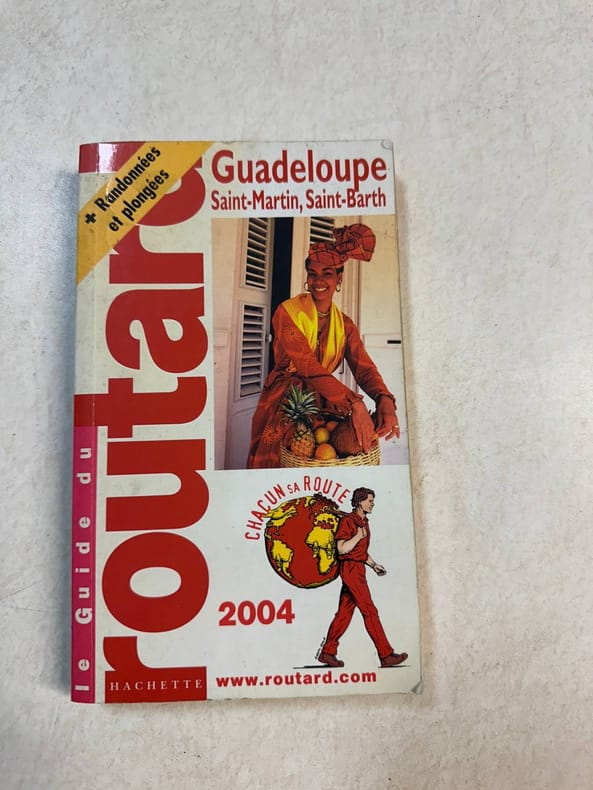 + Randonnées
et plongées
le Guide du
routard
Guadeloupe
Saint-Martin, Saint-Barth
CHACUN SA ROUTE
2004
HACHETTE
www.routard.com